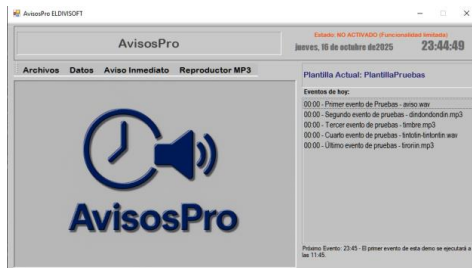 AvisosPro ELDIVISOFT
Estado: NO ACTIVADO (Funcionalidad limitada)
AvisosPro
jueves, 16 de octubre de2025
23:44:49
Archivos Datos Aviso Inmediato Reproductor MP3
Plantilla Actual: PlantillaPruebas
Eventos de hoy:
00:00 - Primer evento de Pruebas - aviso.wav
00:00 - Segundo evento de pruebas - dindondondin.mp3
00:00 - Tercer evento de pruebas - timbre.mp3
00:00 - Cuarto evento de pruebas - tintotin-tintontin.wav
00:00 - Último evento de pruebas - tirorin.mp3
AvisosPro
Próximo Evento: 23:45 - El primer evento de esta demo se ejecutará a
las 11:45.